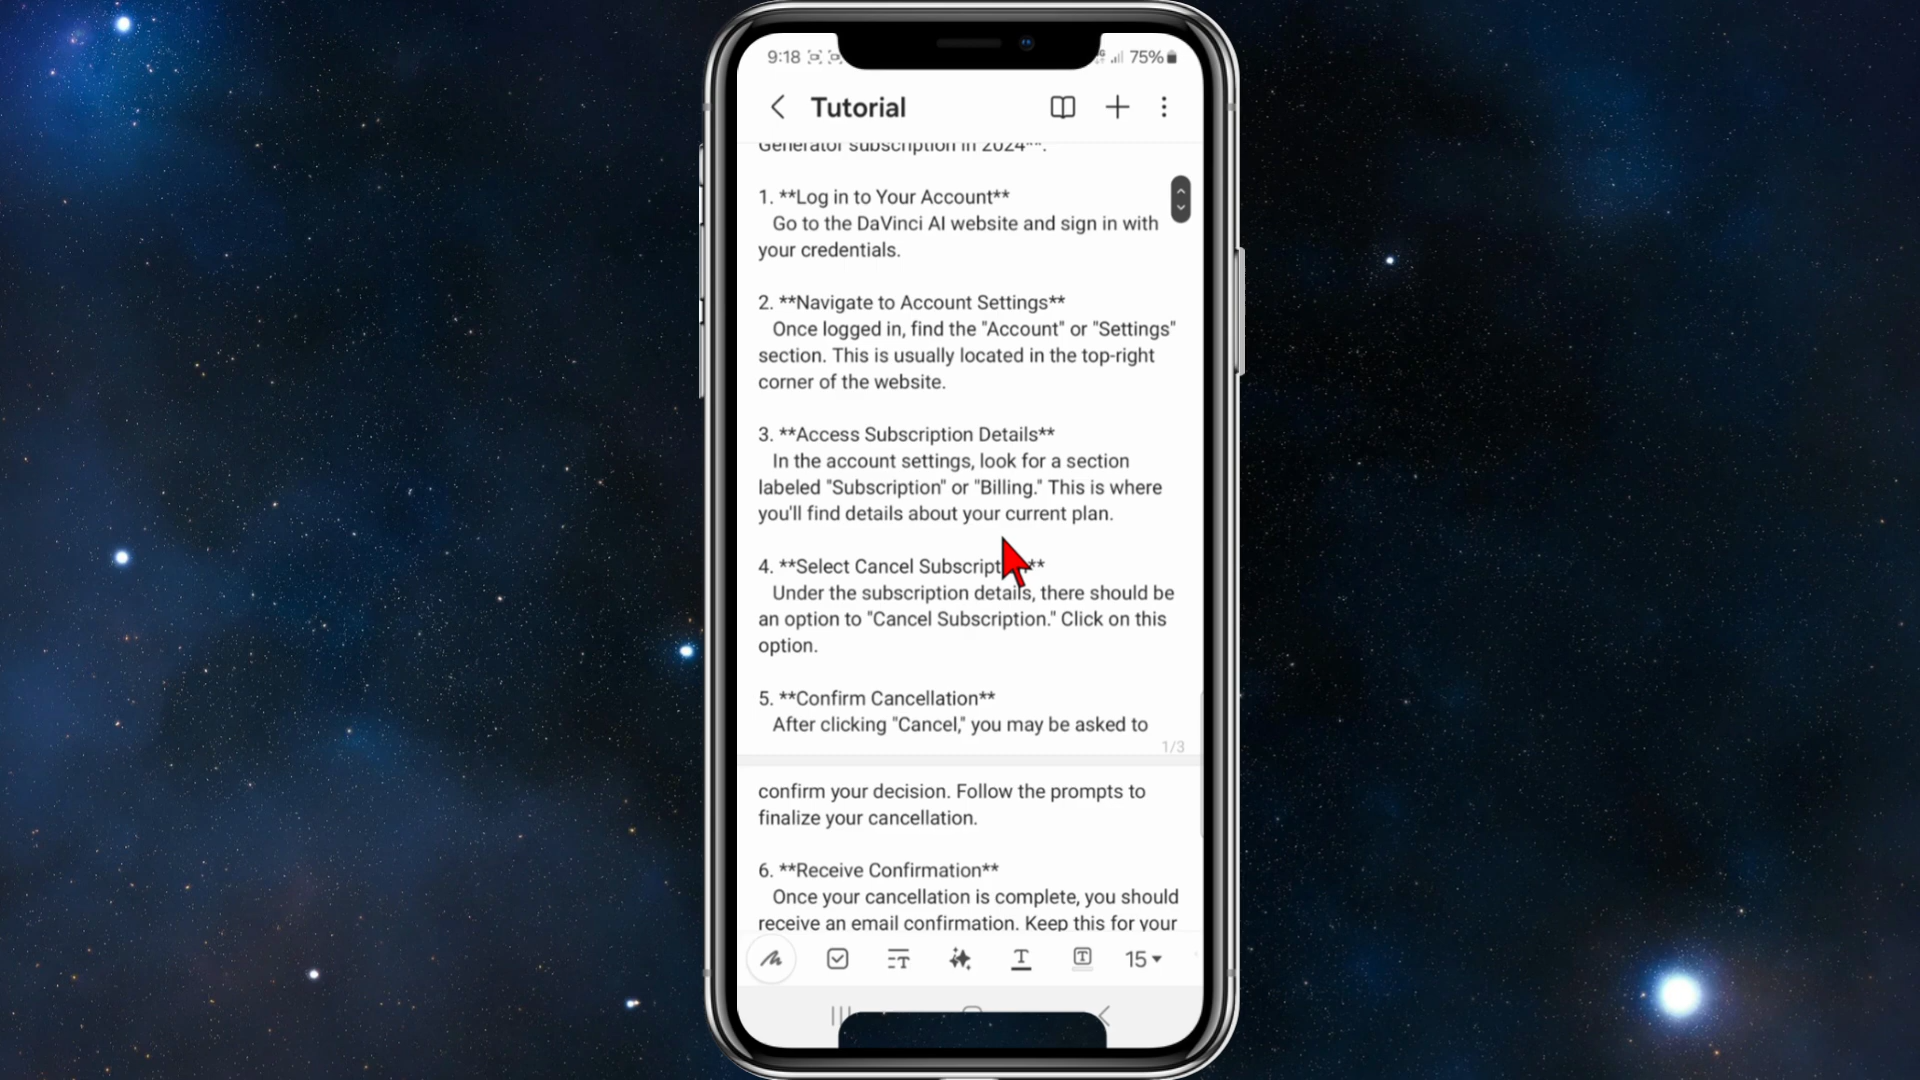 9:18
75%
Tutorial
Generator subscription in 2024**.
1. **Log in to Your Account**
Go to the DaVinci AI website and sign in with
your credentials.
2. **Navigate to Account Settings**
Once logged in, find the "Account" or "Settings"
section. This is usually located in the top-right
corner of the website.
3. **Access Subscription Details**
In the account settings, look for a section
labeled "Subscription" or "Billing." This is where
you'll find details about your current plan.
4. **Select Cancel Subscript **
Under the subscription details, there should be
an option to "Cancel Subscription." Click on this
option.
5. **Confirm Cancellation**
After clicking "Cancel," you may be asked to
1/3
confirm your decision. Follow the prompts to
finalize your cancellation.
6. **Receive Confirmation**
Once your cancellation is complete, you should
receive an email confirmation. Keep this for your
15